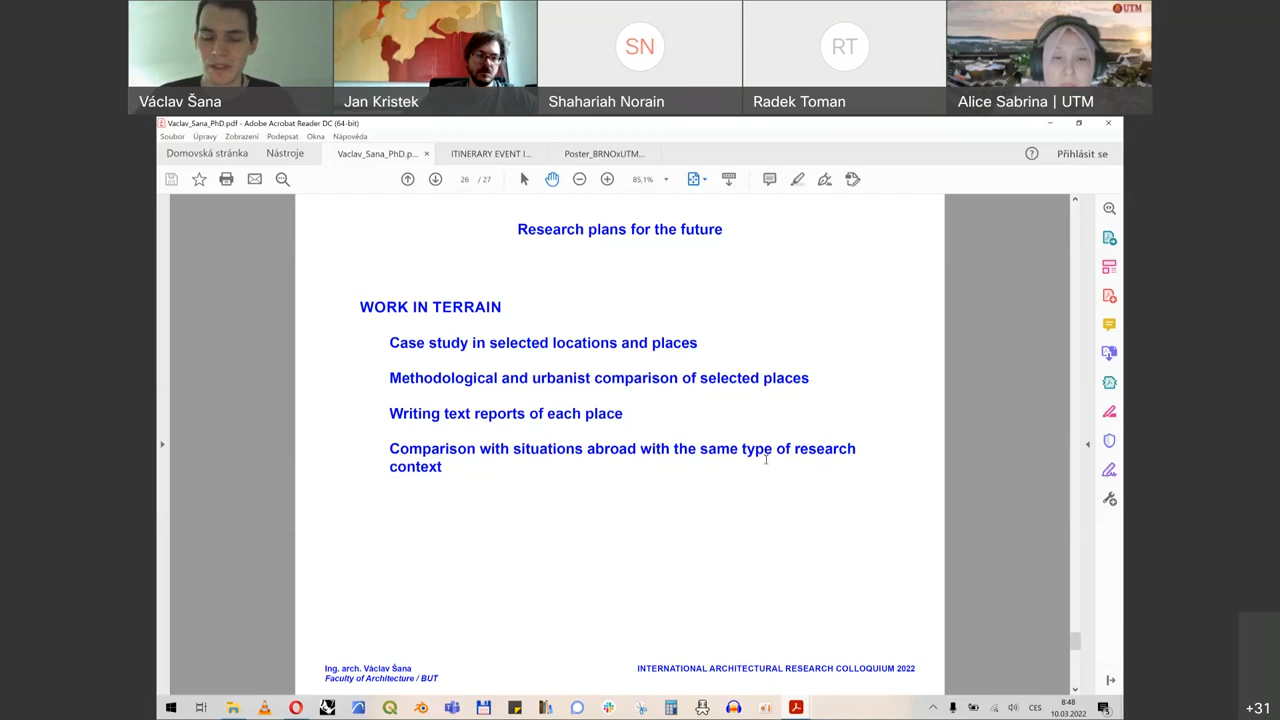 UTM
SN
RT
Václav Šana
Jan Kristek
Shahariah Norain
Radek Toman
Alice Sabrina | UTM
Vaclav_Sana_PhD.pdf - Adobe Acrobat Reader DC (64-bit)
Soubor Úpravy Zobrazení Podepsat Okna Nápověda
Domovská stránka Nástroje Vaclav_Sana_PhD.p... × ITINERARY EVENT I... Poster_BRNOxUTM... Přihlásit se
26 / 27 85,1%
Research plans for the future
WORK IN TERRAIN
Case study in selected locations and places
Methodological and urbanist comparison of selected places
Writing text reports of each place
Comparison with situations abroad with the same type of research
context
Ing. arch. Václav Šana
Faculty of Architecture / BUT
INTERNATIONAL ARCHITECTURAL RESEARCH COLLOQUIUM 2022
CES
8:48
10.03.2022
5
+31